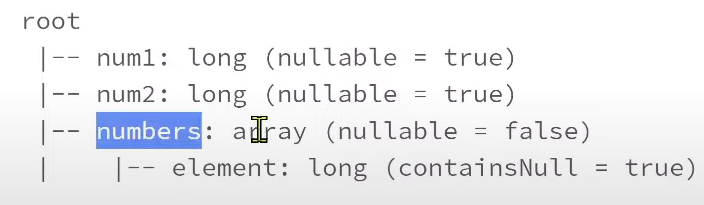 root
|-- num1: long (nullable = true)
|-- num2: long (nullable = true)
|-- numbers: array (nullable = false)
|    |-- element: long (containsNull = true)